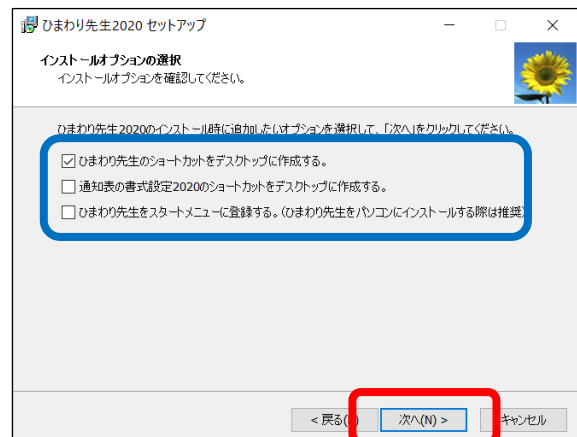 ひまわり先生2020 セットアップ
インストールオプションの選択
インストールオプションを確認してください。
ひまわり先生2020のインストール時に追加したいオプションを選択して、「次へ」をクリックしてください。
ひまわり先生のショートカットをデスクトップに作成する。
通知表の書式設定2020のショートカットをデスクトップに作成する。
ひまわり先生をスタートメニューに登録する。(ひまわり先生をパソコンにインストールする際は推奨)
< 戻る( 次へ(N) > キャンセル